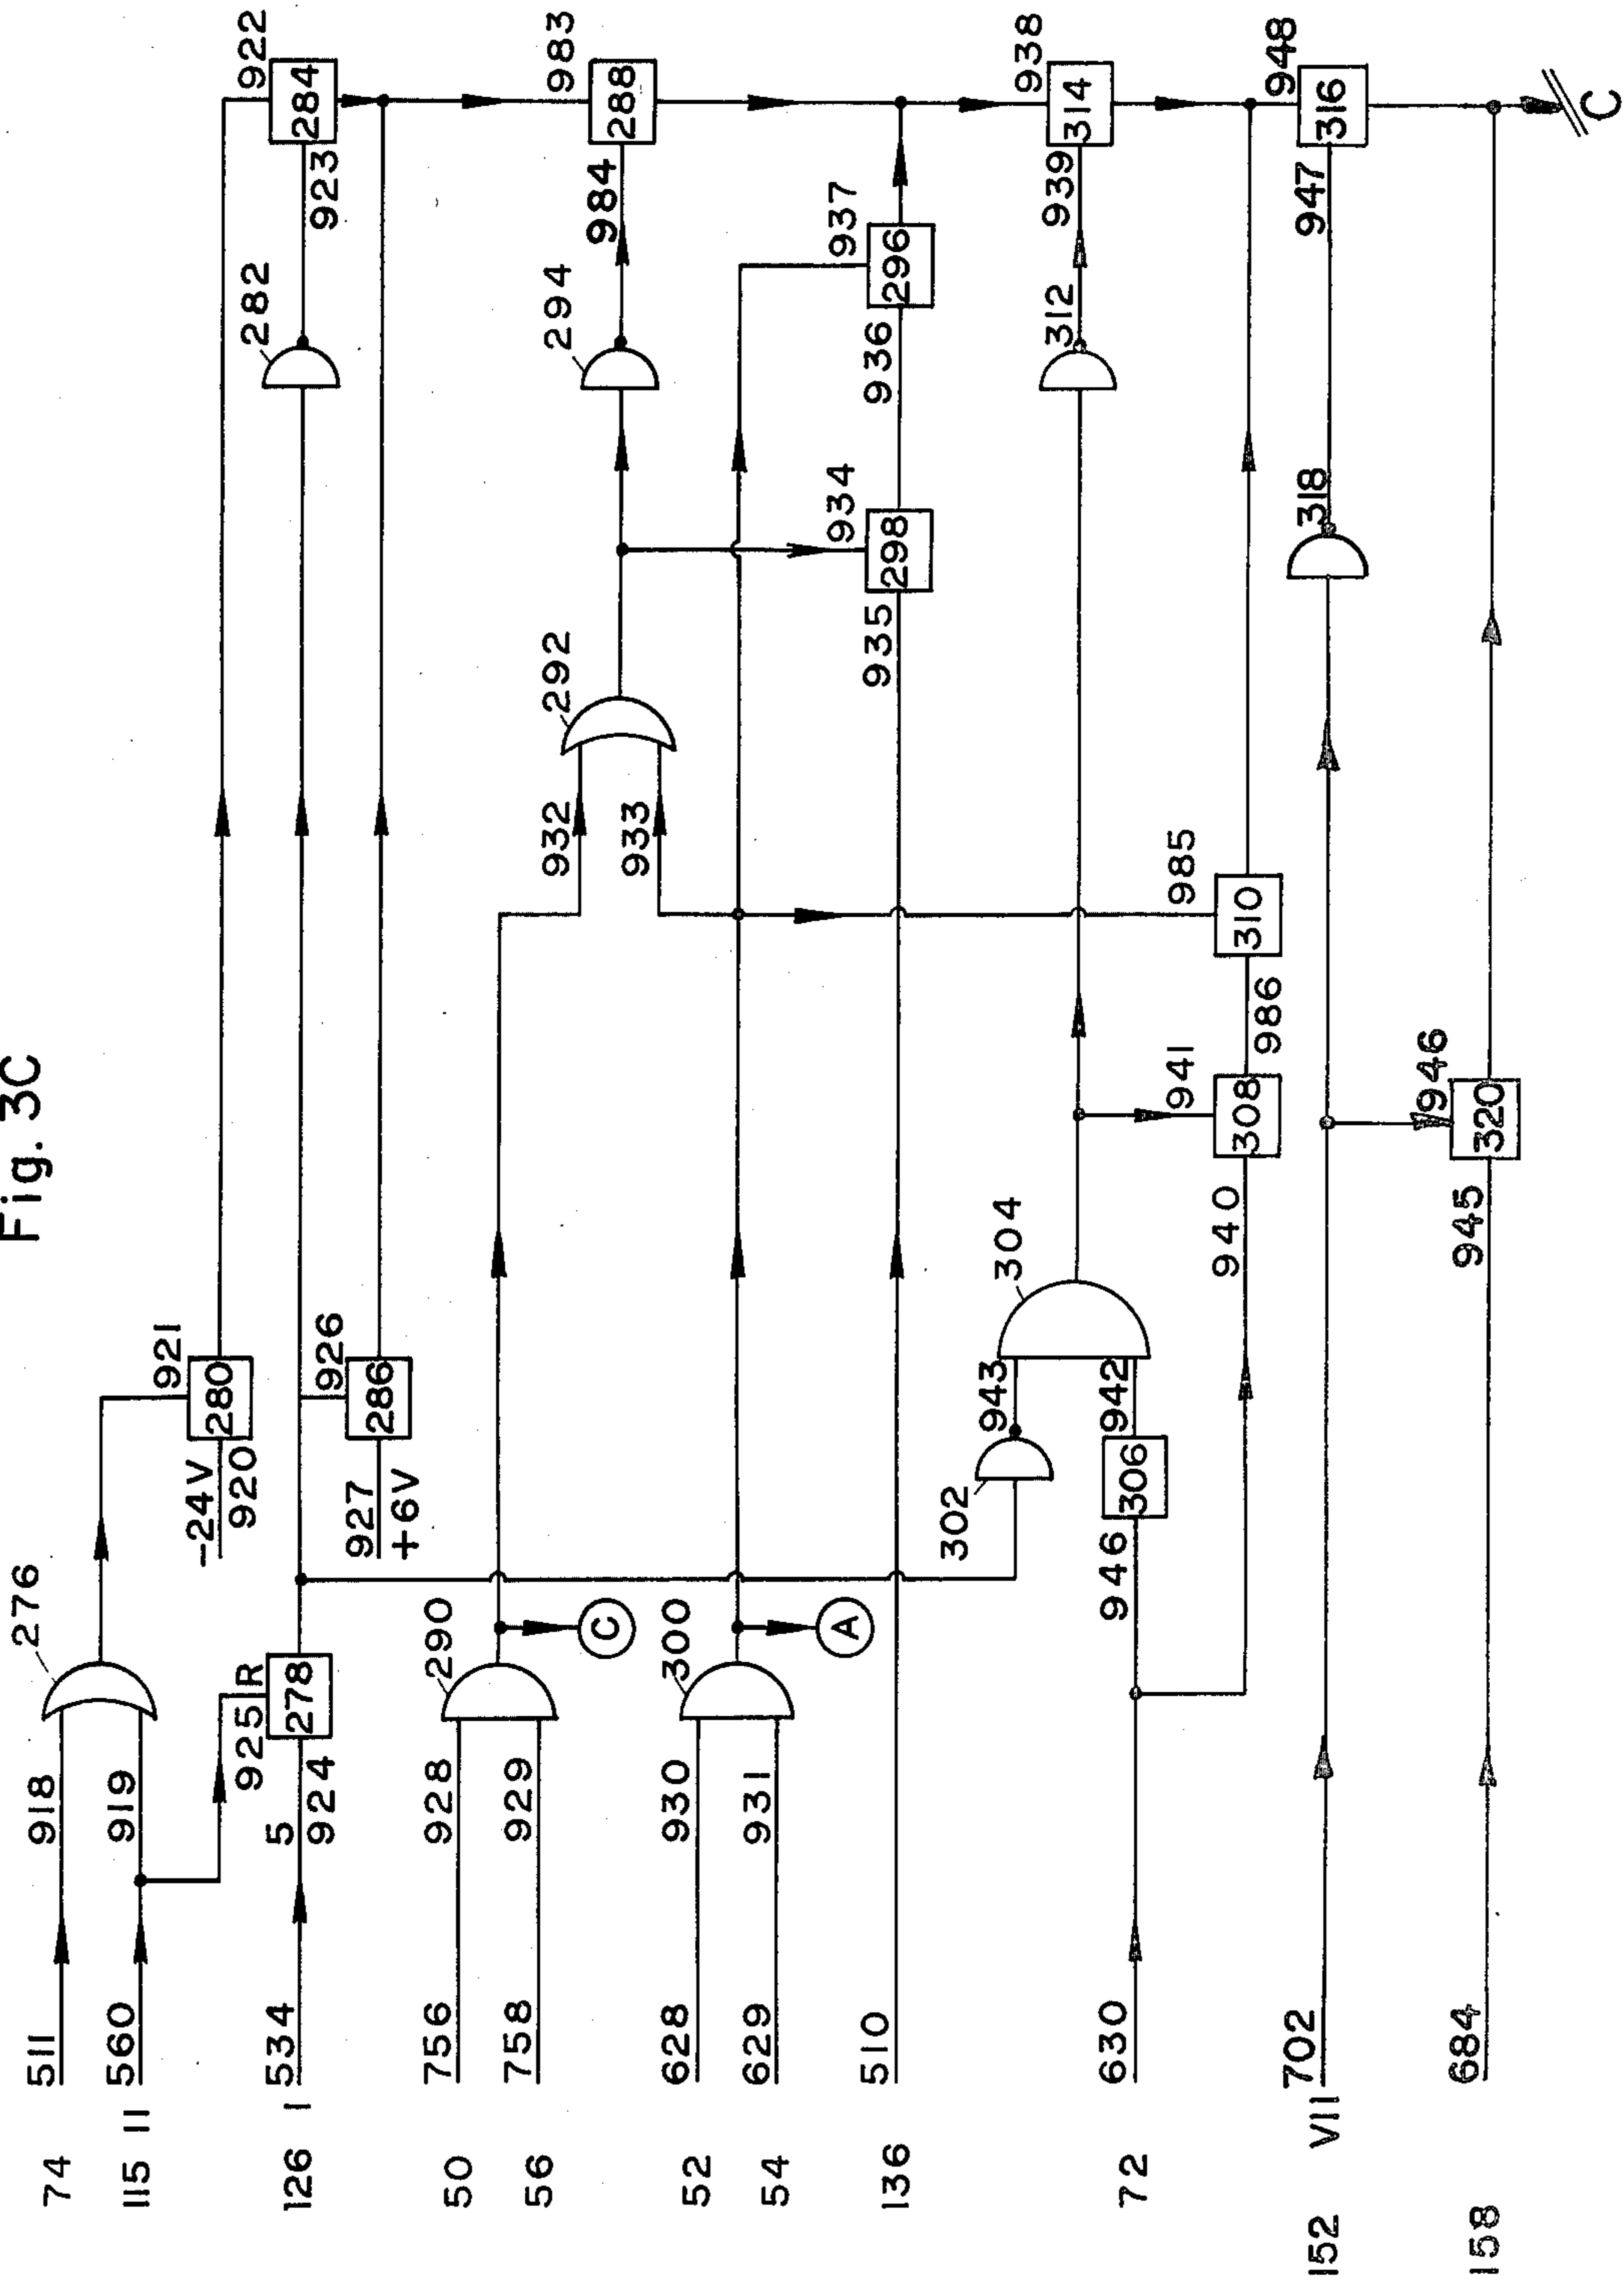 Fig. 3C
74 511 918 276
115 II 560 919
-24V 920 280 921 922
925 R
126 I 534 5 924 278 282 923 284
927 +6V 286 926
50 756 928 290 983
56 758 929 C
932 292 294 984 288
933
52 628 930 300
54 629 931 A
934 937
136 510 935 298 936 296
302 943 304 938
312 939 314
72 630 946 306 942
941 985
940 308 986 310 948
152 VII 702 318 947 316
946
158 684 945 320
C